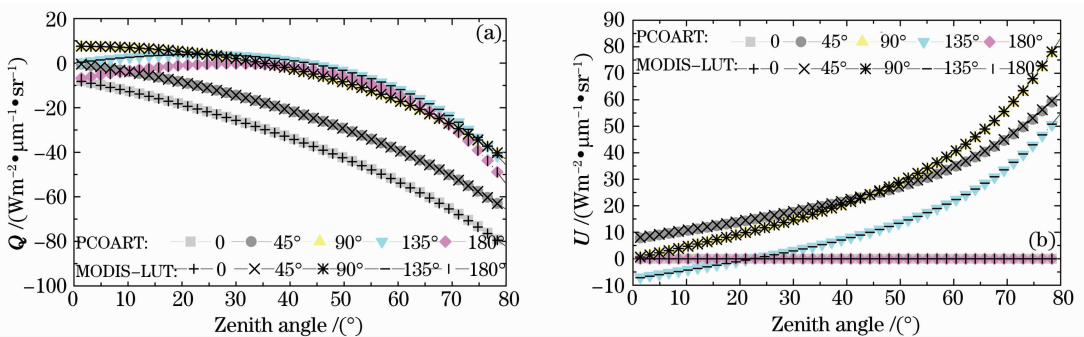 20
0
−20
−40
−60
−80
−100
Q /(Wm⁻²•μm⁻¹•sr⁻¹)
(a)
PCOART: 0 45° 90° 135° 180°
MODIS-LUT: 0 45° 90° 135° 180°
0 10 20 30 40 50 60 70 80
Zenith angle /(°)
90
80
70
60
50
40
30
20
10
0
−10
U /(Wm⁻²•μm⁻¹•sr⁻¹)
PCOART: 0 45° 90° 135° 180°
MODIS-LUT: 0 45° 90° 135° 180°
(b)
0 10 20 30 40 50 60 70 80
Zenith angle /(°)